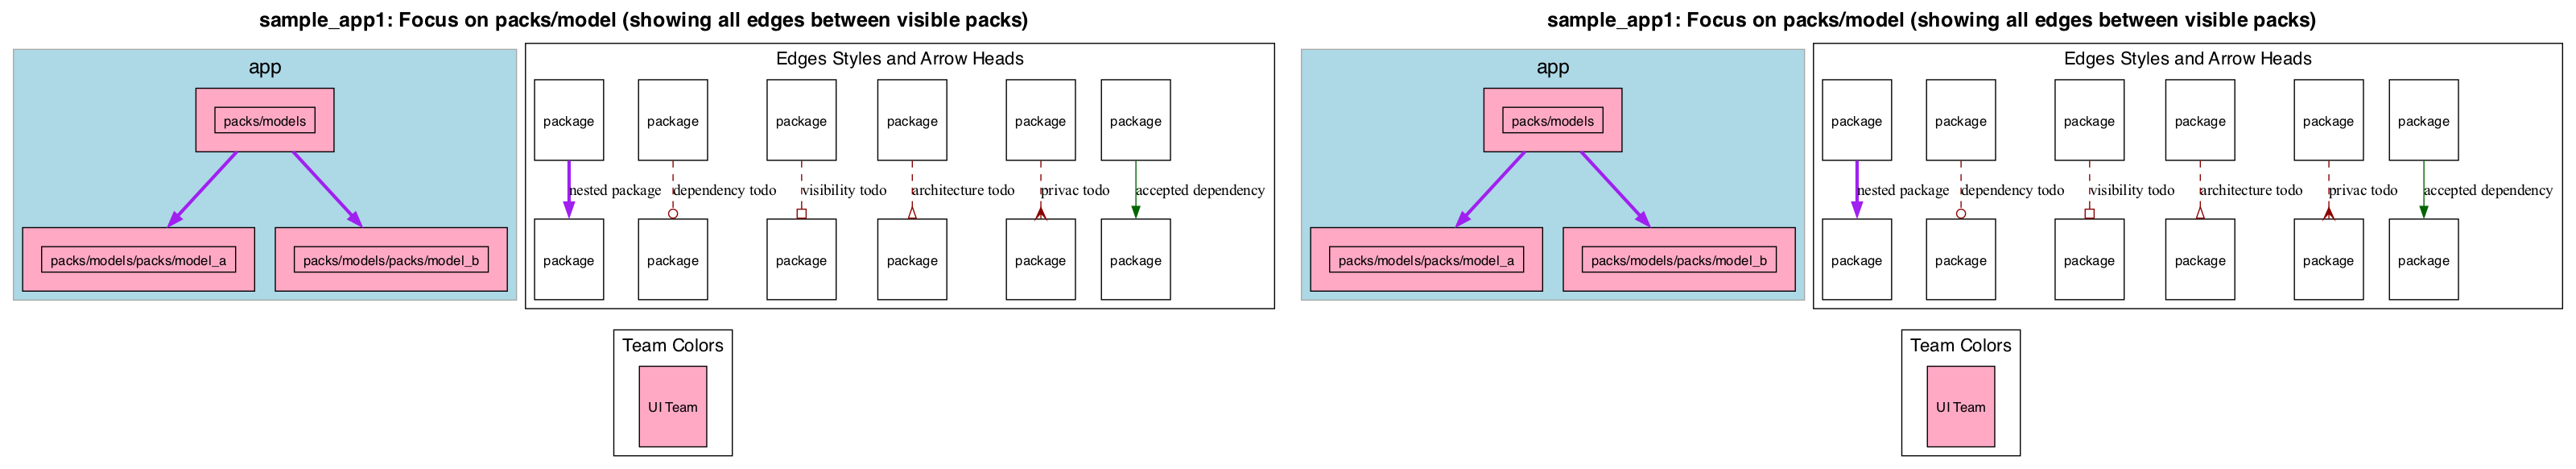 sample_app1: Focus on packs/model (showing all edges between visible packs)
app
packs/models
packs/models/packs/model_a
packs/models/packs/model_b
Edges Styles and Arrow Heads
package package package package package package
nested package dependency todo visibility todo architecture todo privac todo accepted dependency
package package package package package package
Team Colors
UI Team
sample_app1: Focus on packs/model (showing all edges between visible packs)
app
packs/models
packs/models/packs/model_a
packs/models/packs/model_b
Edges Styles and Arrow Heads
package package package package package package
nested package dependency todo visibility todo architecture todo privac todo accepted dependency
package package package package package package
Team Colors
UI Team